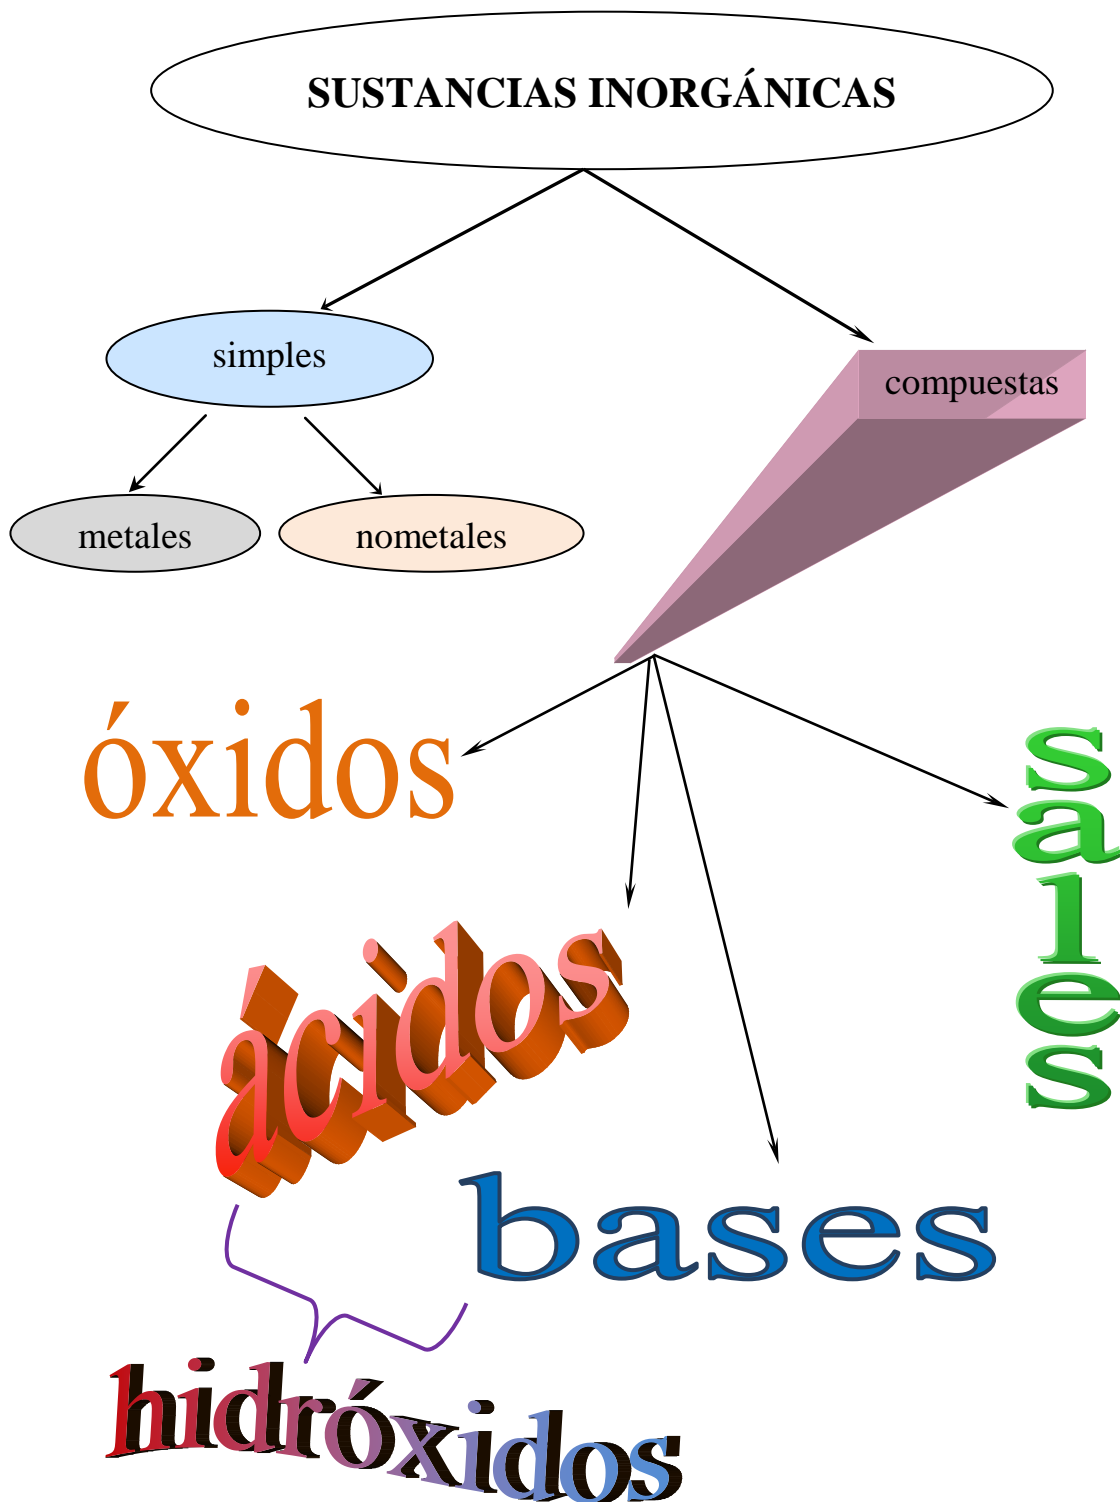 SUSTANCIAS INORGÁNICAS
simples
compuestas
metales
nometales
óxidos
sales
ácidos
bases
hidróxidos